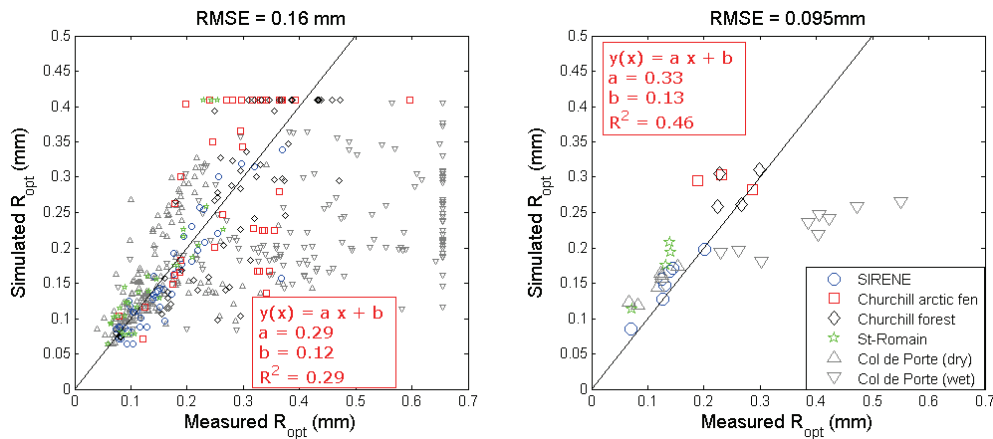 RMSE = 0.16 mm
0.5
0.45
0.4
0.35
0.3
0.25
0.2
0.15
0.1
0.05
0
Simulated R_opt (mm)
y(x) = a x + b
a = 0.29
b = 0.12
R² = 0.29
0 0.1 0.2 0.3 0.4 0.5 0.6 0.7
Measured R_opt (mm)
RMSE = 0.095mm
0.5
0.45
0.4
0.35
0.3
0.25
0.2
0.15
0.1
0.05
0
Simulated R_opt (mm)
y(x) = a x + b
a = 0.33
b = 0.13
R² = 0.46
SIRENE
Churchill arctic fen
Churchill forest
St-Romain
Col de Porte (dry)
Col de Porte (wet)
0 0.1 0.2 0.3 0.4 0.5 0.6 0.7
Measured R_opt (mm)